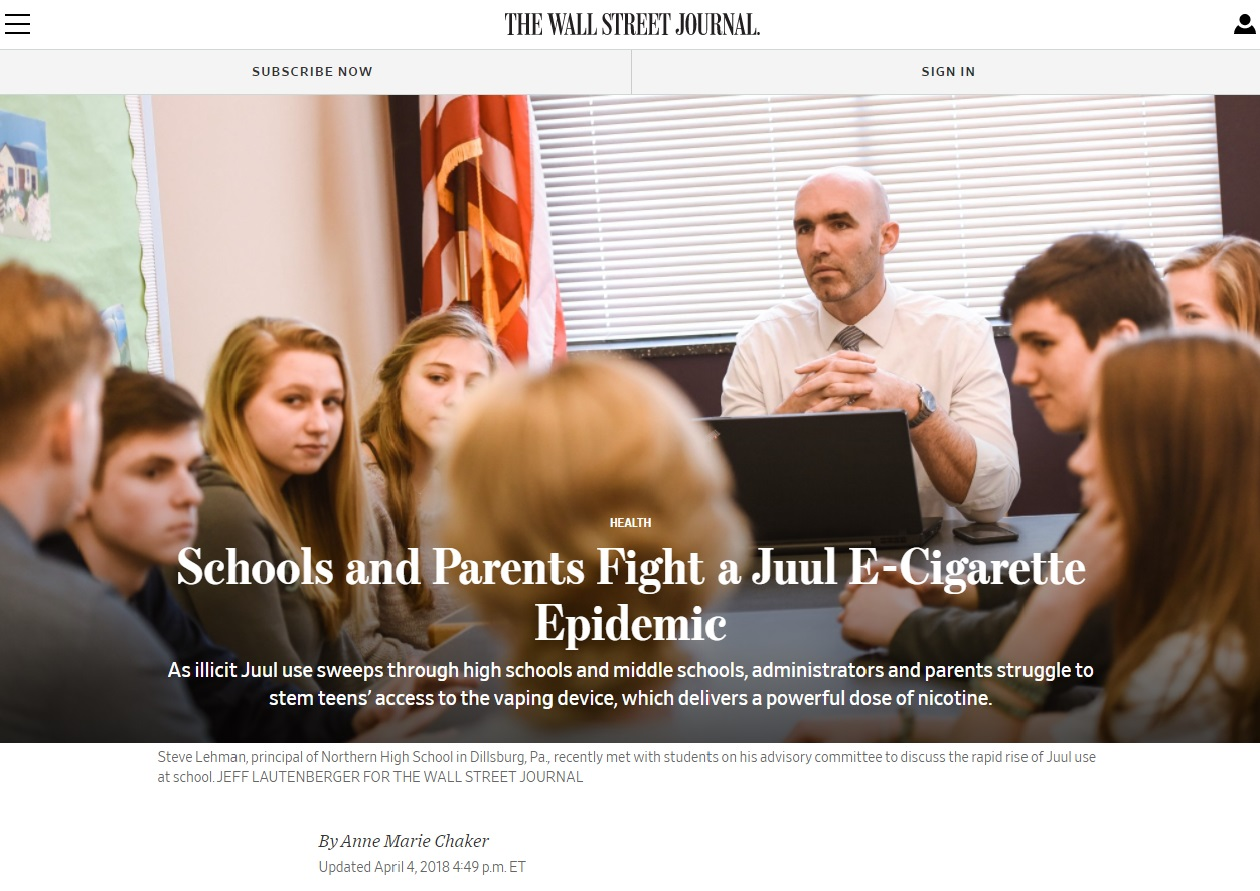 THE WALL STREET JOURNAL.
SUBSCRIBE NOW
SIGN IN
HEALTH
Schools and Parents Fight a Juul E-Cigarette
Epidemic
As illicit Juul use sweeps through high schools and middle schools, administrators and parents struggle to
stem teens’ access to the vaping device, which delivers a powerful dose of nicotine.
Steve Lehman, principal of Northern High School in Dillsburg, Pa., recently met with students on his advisory committee to discuss the rapid rise of Juul use
at school. JEFF LAUTENBERGER FOR THE WALL STREET JOURNAL
By Anne Marie Chaker
Updated April 4, 2018 4:49 p.m. ET